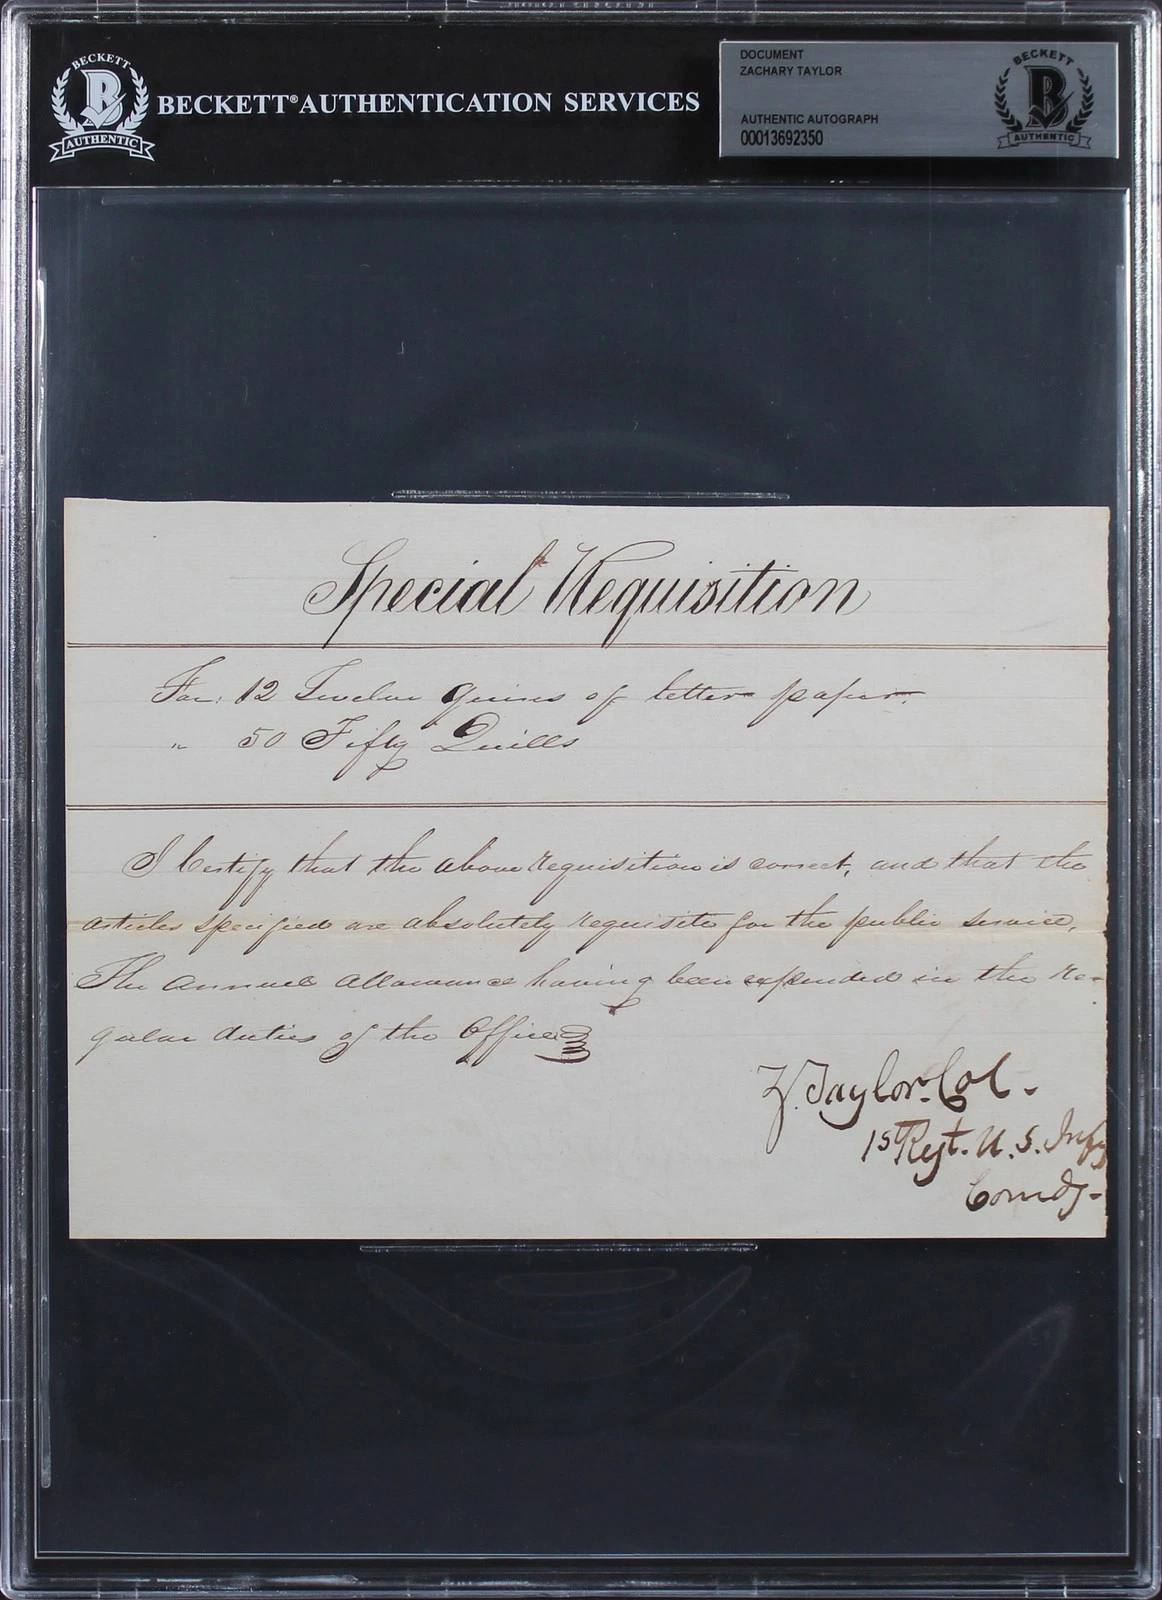 BECKETT
B
AUTHENTIC
BECKETT® AUTHENTICATION SERVICES
DOCUMENT
ZACHARY TAYLOR
AUTHENTIC AUTOGRAPH
00013692350
BECKETT
B
AUTHENTIC
Special Requisition
For: 12 Twelve Quires of letter paper.
" 50 Fifty Quills
I Certify that the above requisition is correct, and that the
articles specified are absolutely requisite for the public service,
The annual allowance having been expended in the re-
gular duties of the Office
Z. Taylor. Col.
1st Regt. U. S. Infy
Comdg-